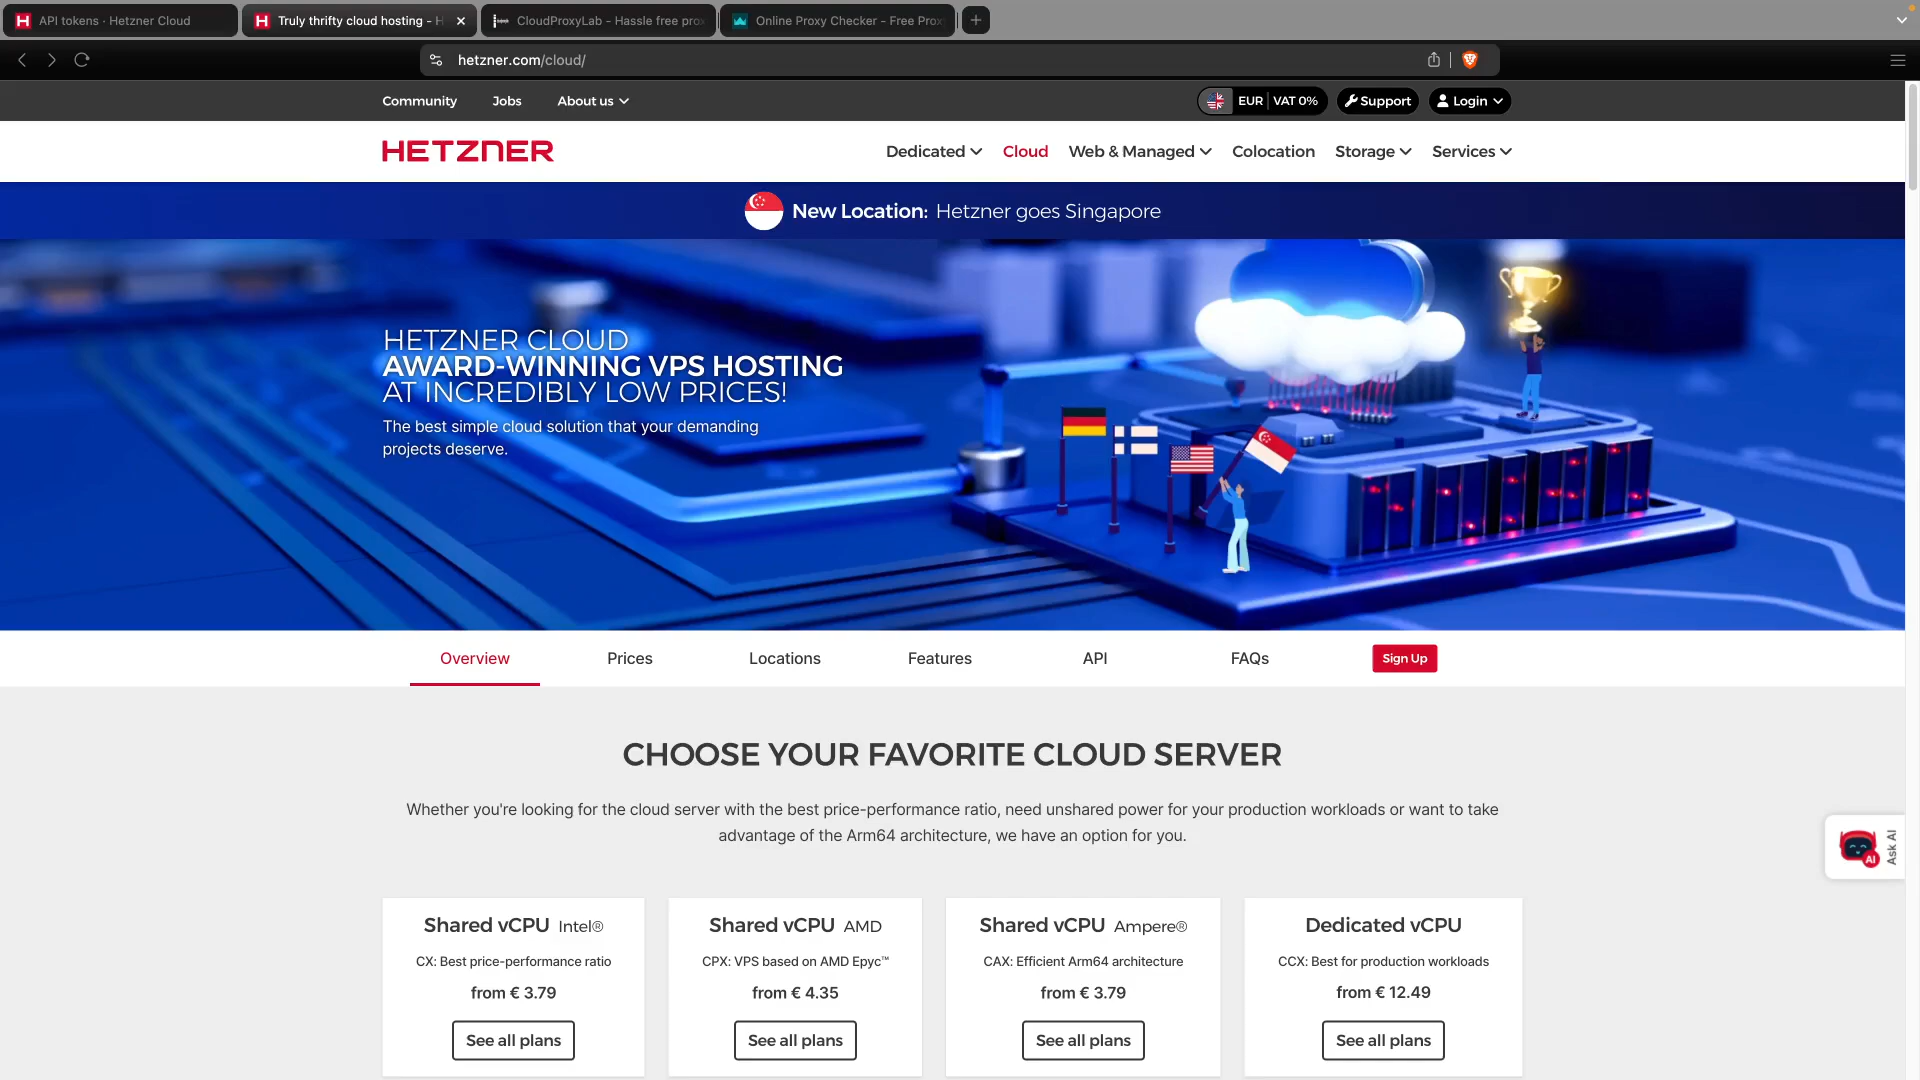 API tokens · Hetzner Cloud
Truly thrifty cloud hosting - H
CloudProxyLab - Hassle free prox
Online Proxy Checker - Free Prox
hetzner.com/cloud/
Community Jobs About us
EUR VAT 0% Support Login
HETZNER
Dedicated Cloud Web & Managed Colocation Storage Services
New Location: Hetzner goes Singapore
HETZNER CLOUD
AWARD-WINNING VPS HOSTING
AT INCREDIBLY LOW PRICES!
The best simple cloud solution that your demanding
projects deserve.
Overview Prices Locations Features API FAQs Sign Up
CHOOSE YOUR FAVORITE CLOUD SERVER
Whether you're looking for the cloud server with the best price-performance ratio, need unshared power for your production workloads or want to take
advantage of the Arm64 architecture, we have an option for you.
AI
Ask AI
Shared vCPU Intel®
CX: Best price-performance ratio
from € 3.79
See all plans
Shared vCPU AMD
CPX: VPS based on AMD Epyc™
from € 4.35
See all plans
Shared vCPU Ampere®
CAX: Efficient Arm64 architecture
from € 3.79
See all plans
Dedicated vCPU
CCX: Best for production workloads
from € 12.49
See all plans